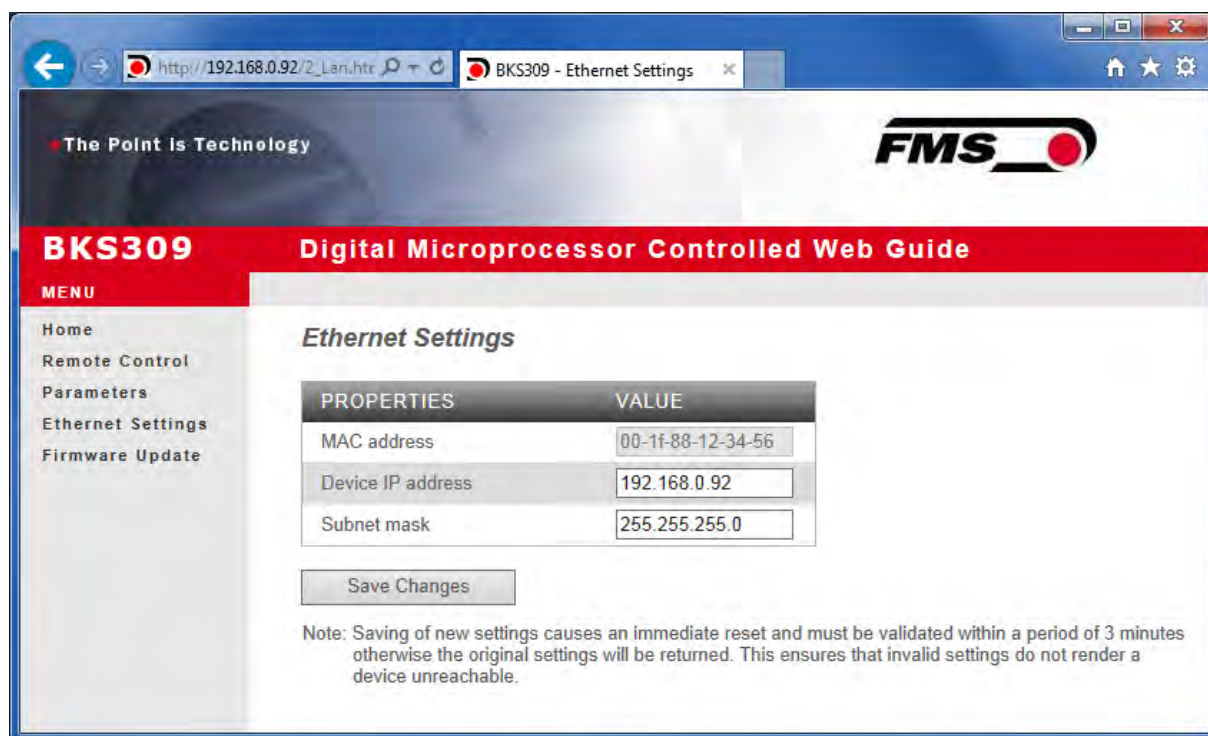 http://192.168.0.92/2_Lan.htr
BKS309 - Ethernet Settings
The Point is Technology
FMS
BKS309
Digital Microprocessor Controlled Web Guide
MENU
Home
Remote Control
Parameters
Ethernet Settings
Firmware Update
Ethernet Settings
PROPERTIES VALUE
MAC address 00-1f-88-12-34-56
Device IP address 192.168.0.92
Subnet mask 255.255.255.0
Save Changes
Note: Saving of new settings causes an immediate reset and must be validated within a period of 3 minutes
otherwise the original settings will be returned. This ensures that invalid settings do not render a
device unreachable.